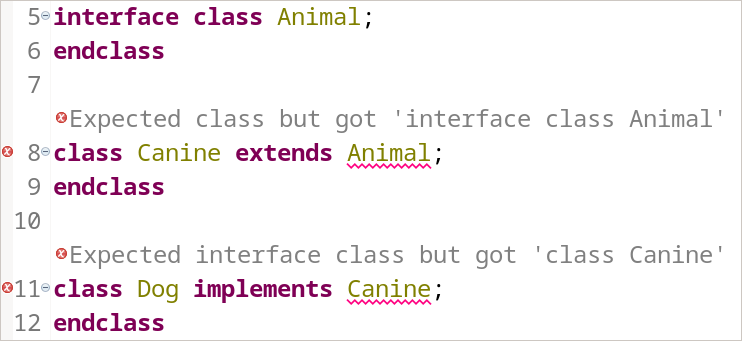 5 interface class Animal;
6 endclass
7
Expected class but got 'interface class Animal'
8 class Canine extends Animal;
9 endclass
10
Expected interface class but got 'class Canine'
11 class Dog implements Canine;
12 endclass